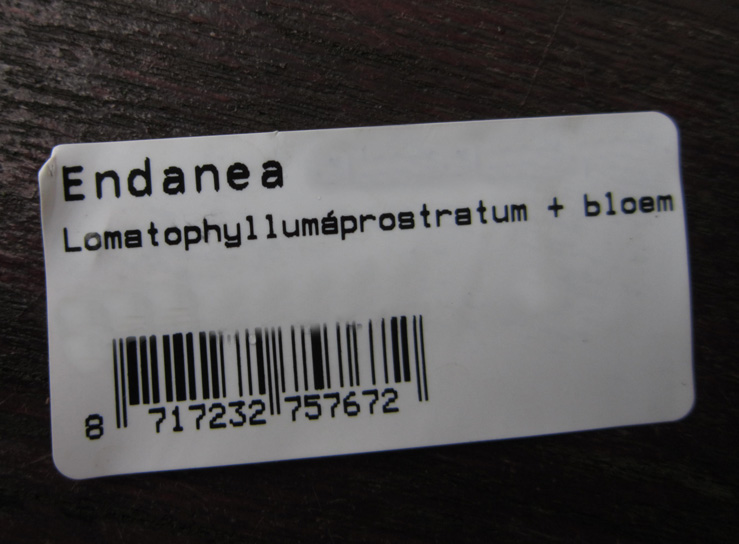 Endanea
Lomatophyllumáprostratum + bloem
8 717232 757672